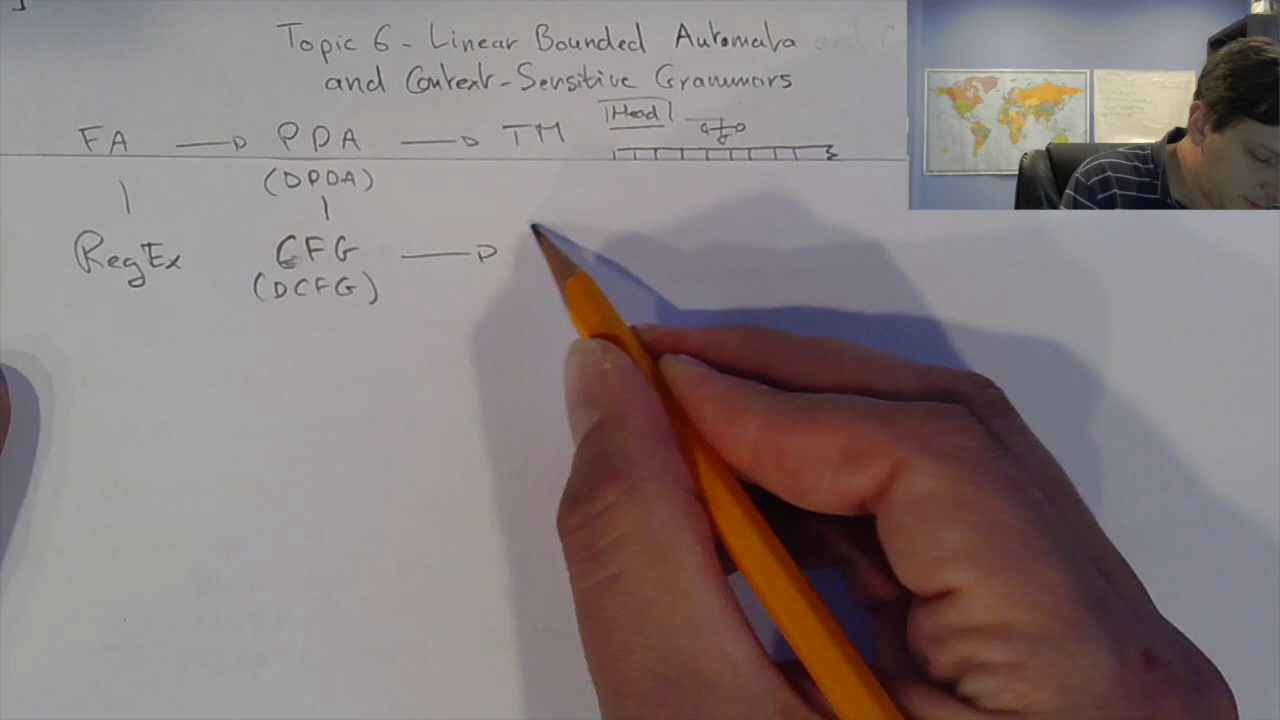 Topic 6 - Linear Bounded Automata
and Context-Sensitive Grammars
Head
FA PDA TM
(DPDA)
RegEx CFG
(DCFG)